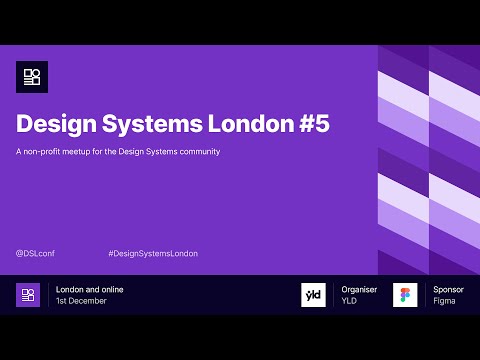 Design Systems London #5
A non-profit meetup for the Design Systems community
@DSLconf
#DesignSystemsLondon
London and online
1st December
yld
Organiser
YLD
Sponsor
Figma